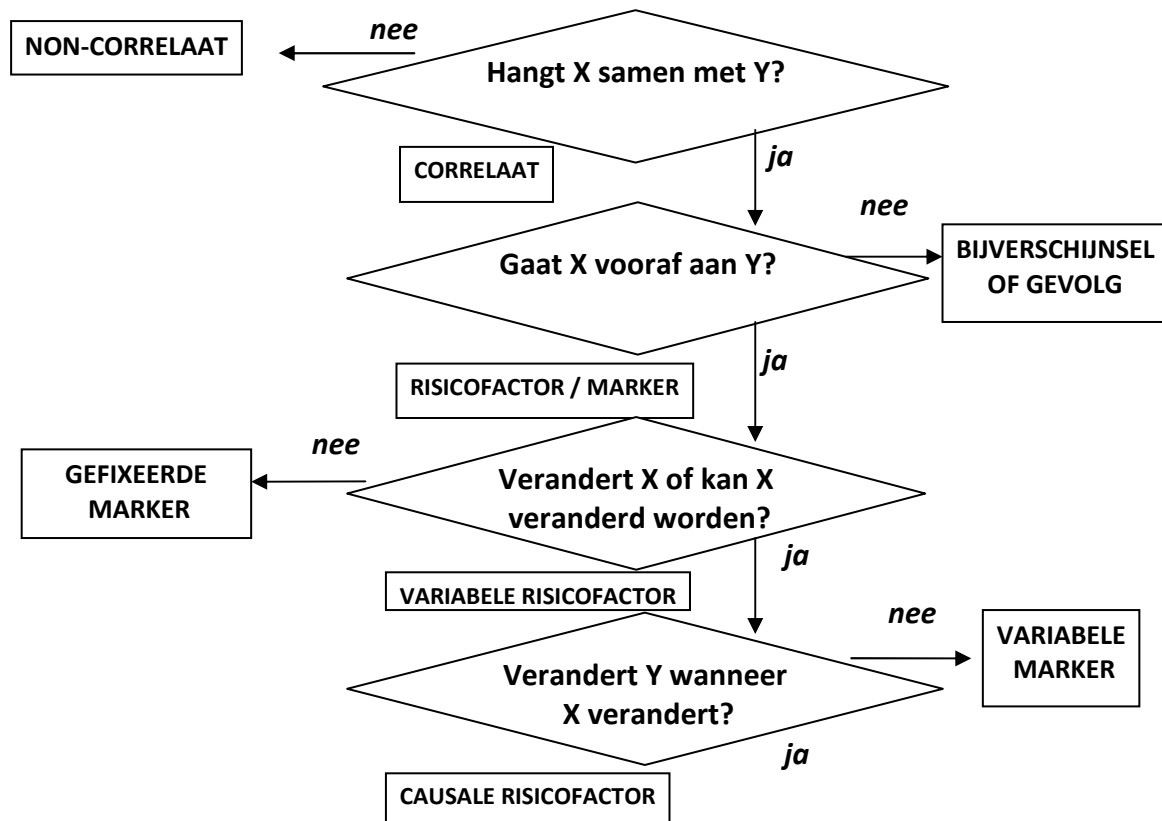 nee
NON-CORRELAAT
Hangt X samen met Y?
ja
CORRELAAT
nee
Gaat X vooraf aan Y?
BIJVERSCHIJNSEL
OF GEVOLG
ja
RISICOFACTOR / MARKER
nee
GEFIXEERDE
MARKER
Verandert X of kan X
veranderd worden?
ja
VARIABELE RISICOFACTOR
nee
VARIABELE
MARKER
Verandert Y wanneer
X verandert?
ja
CAUSALE RISICOFACTOR